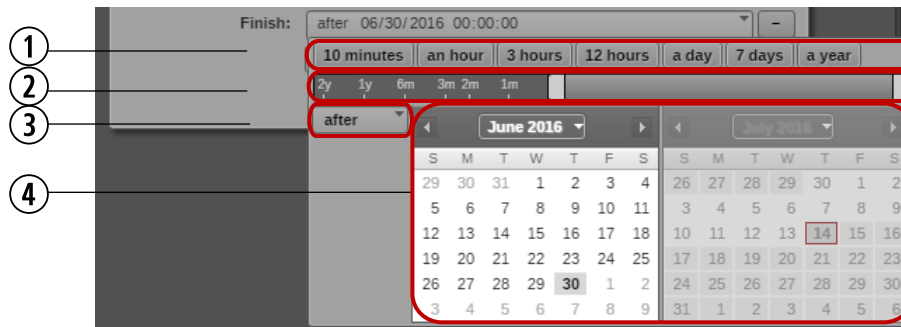 Finish: after 06/30/2016 00:00:00 –
1 10 minutes an hour 3 hours 12 hours a day 7 days a year
2 2y 1y 6m 3m 2m 1m
3 after June 2016 July 2016
S M T W T F S S M T W T F S
29 30 31 1 2 3 4 26 27 28 29 30 1 2
4 5 6 7 8 9 10 11 3 4 5 6 7 8 9
12 13 14 15 16 17 18 10 11 12 13 14 15 16
19 20 21 22 23 24 25 17 18 19 20 21 22 23
26 27 28 29 30 1 2 24 25 26 27 28 29 30
3 4 5 6 7 8 9 31 1 2 3 4 5 6